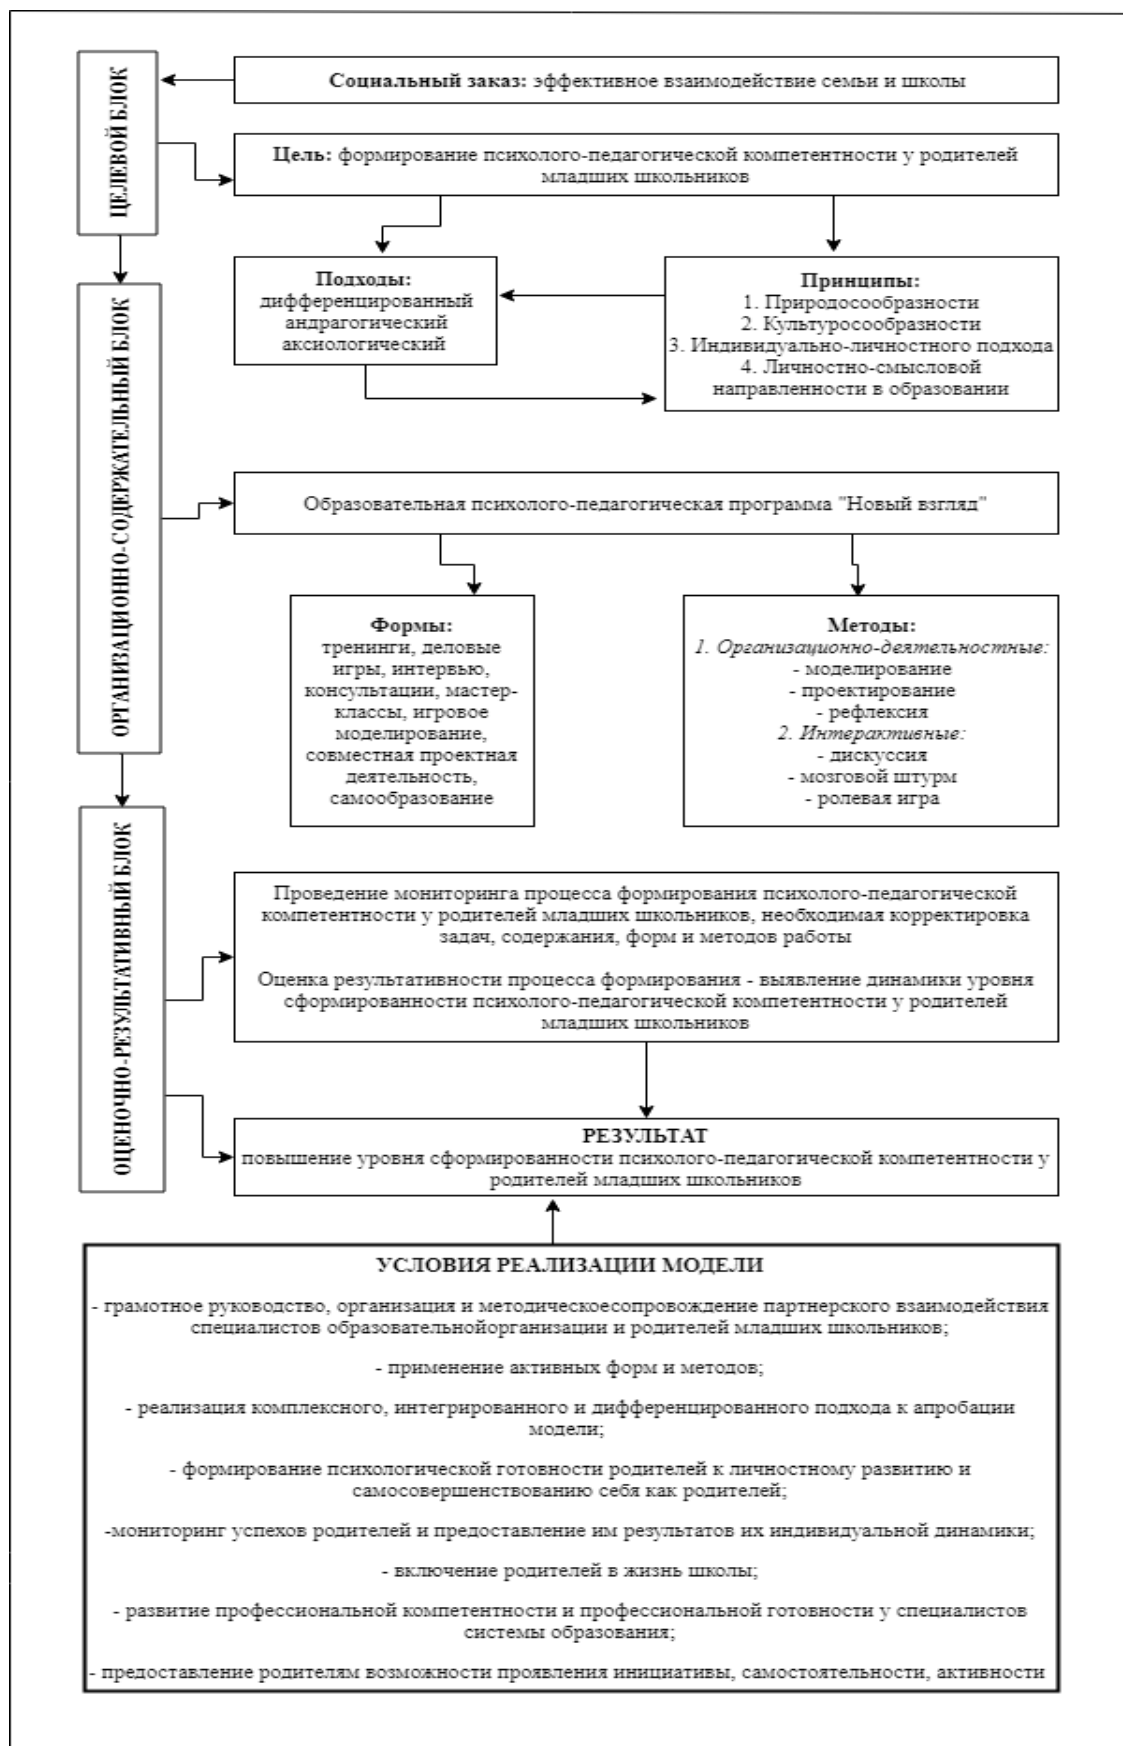 ЦЕЛЕВОЙ БЛОК
Социальный заказ: эффективное взаимодействие семьи и школы
Цель: формирование психолого-педагогической компетентности у родителей
младших школьников
Подходы:
дифференцированный
андрагогический
аксиологический
Принципы:
1. Природосообразности
2. Культуросообразности
3. Индивидуально-личностного подхода
4. Личностно-смысловой
направленности в образовании
ОРГАНИЗАЦИОННО-СОДЕРЖАТЕЛЬНЫЙ БЛОК
Образовательная психолого-педагогическая программа "Новый взгляд"
Формы:
тренинги, деловые
игры, интервью,
консультации, мастер-
классы, игровое
моделирование,
совместная проектная
деятельность,
самообразование
Методы:
1. Организационно-деятельностные:
- моделирование
- проектирование
- рефлексия
2. Интерактивные:
- дискуссия
- мозговой штурм
- ролевая игра
ОЦЕНОЧНО-РЕЗУЛЬТАТИВНЫЙ БЛОК
Проведение мониторинга процесса формирования психолого-педагогической
компетентности у родителей младших школьников, необходимая корректировка
задач, содержания, форм и методов работы
Оценка результативности процесса формирования - выявление динамики уровня
сформированности психолого-педагогической компетентности у родителей
младших школьников
РЕЗУЛЬТАТ
повышение уровня сформированности психолого-педагогической компетентности у
родителей младших школьников
УСЛОВИЯ РЕАЛИЗАЦИИ МОДЕЛИ
- грамотное руководство, организация и методическоесопровождение партнерского взаимодействия
специалистов образовательнойорганизации и родителей младших школьников;
- применение активных форм и методов;
- реализация комплексного, интегрированного и дифференцированного подхода к апробации
модели;
- формирование психологической готовности родителей к личностному развитию и
самосовершенствованию себя как родителей;
-мониторинг успехов родителей и предоставление им результатов их индивидуальной динамики;
- включение родителей в жизнь школы;
- развитие профессиональной компетентности и профессиональной готовности у специалистов
системы образования;
- предоставление родителям возможности проявления инициативы, самостоятельности, активности